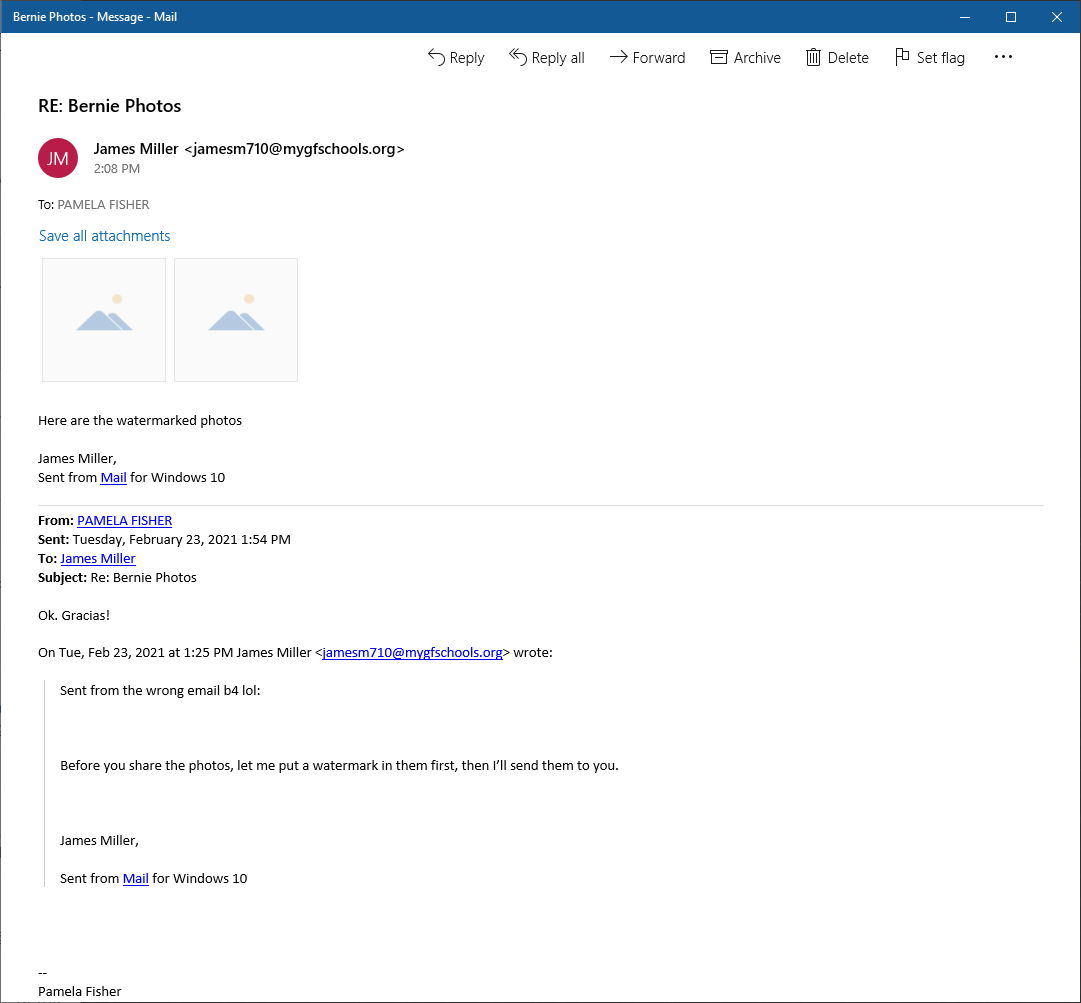 Bernie Photos - Message - Mail
Reply
Reply all
Forward
Archive
Delete
Set flag
RE: Bernie Photos
JM
James Miller <jamesm710@mygfschools.org>
2:08 PM
To: PAMELA FISHER
Save all attachments
Here are the watermarked photos
James Miller,
Sent from Mail for Windows 10
From: PAMELA FISHER
Sent: Tuesday, February 23, 2021 1:54 PM
To: James Miller
Subject: Re: Bernie Photos
Ok. Gracias!
On Tue, Feb 23, 2021 at 1:25 PM James Miller <jamesm710@mygfschools.org> wrote:
Sent from the wrong email b4 lol:
Before you share the photos, let me put a watermark in them first, then I’ll send them to you.
James Miller,
Sent from Mail for Windows 10
--
Pamela Fisher